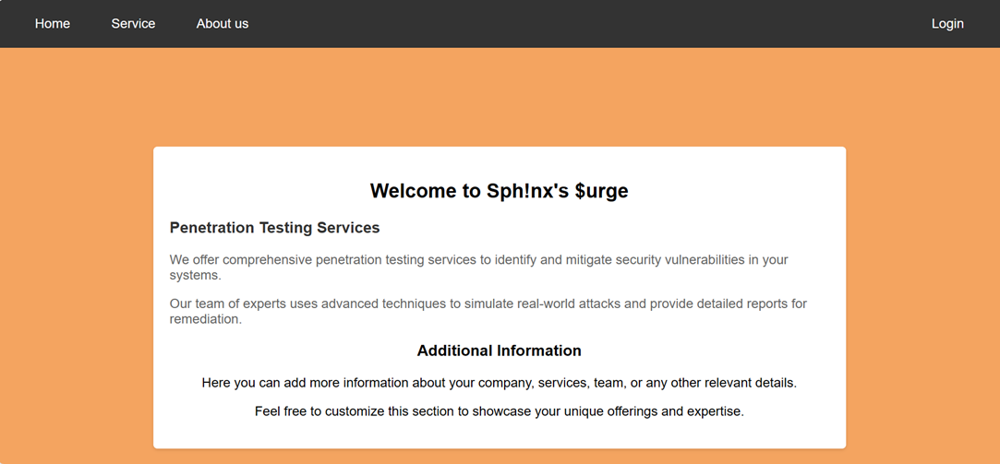 Home Service About us Login
Welcome to Sph!nx's $urge
Penetration Testing Services
We offer comprehensive penetration testing services to identify and mitigate security vulnerabilities in your
systems.
Our team of experts uses advanced techniques to simulate real-world attacks and provide detailed reports for
remediation.
Additional Information
Here you can add more information about your company, services, team, or any other relevant details.
Feel free to customize this section to showcase your unique offerings and expertise.